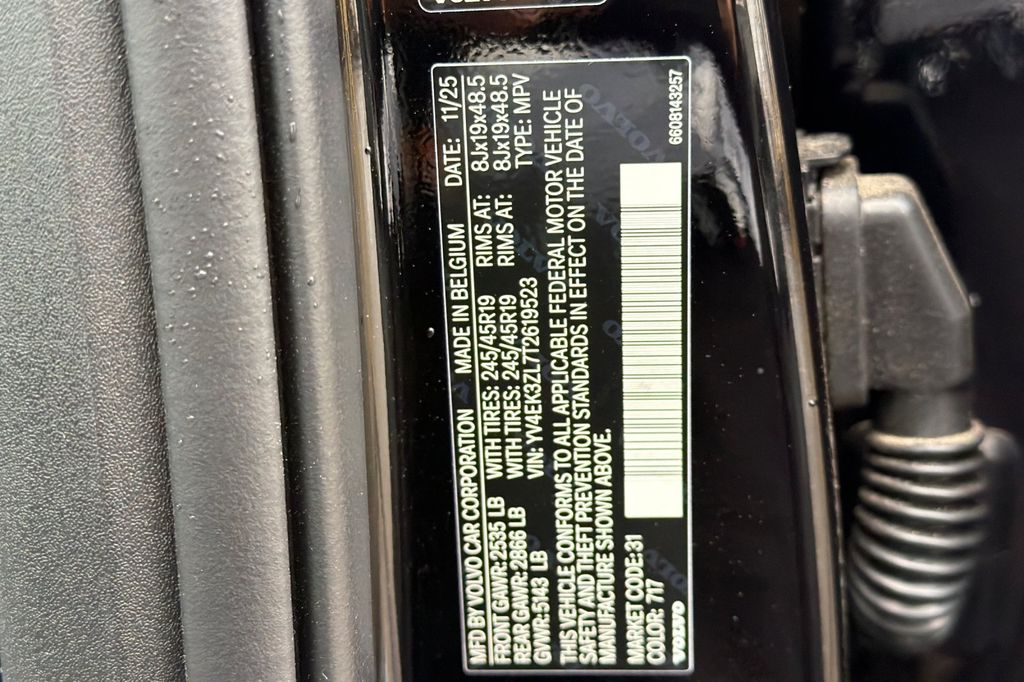 MFD BY VOLVO CAR CORPORATION MADE IN BELGIUM DATE: 11/25
FRONT GAWR: 2535 LB WITH TIRES: 245/45R19 RIMS AT: 8Jx19x48.5
REAR GAWR: 2866 LB WITH TIRES: 245/45R19 RIMS AT: 8Jx19x48.5
GVWR: 5143 LB VIN: YV4EK3ZL7T2619523 TYPE: MPV
THIS VEHICLE CONFORMS TO ALL APPLICABLE FEDERAL MOTOR VEHICLE
SAFETY AND THEFT PREVENTION STANDARDS IN EFFECT ON THE DATE OF
MANUFACTURE SHOWN ABOVE.
MARKET CODE:31
COLOR: 717
VOLVO
6608143257